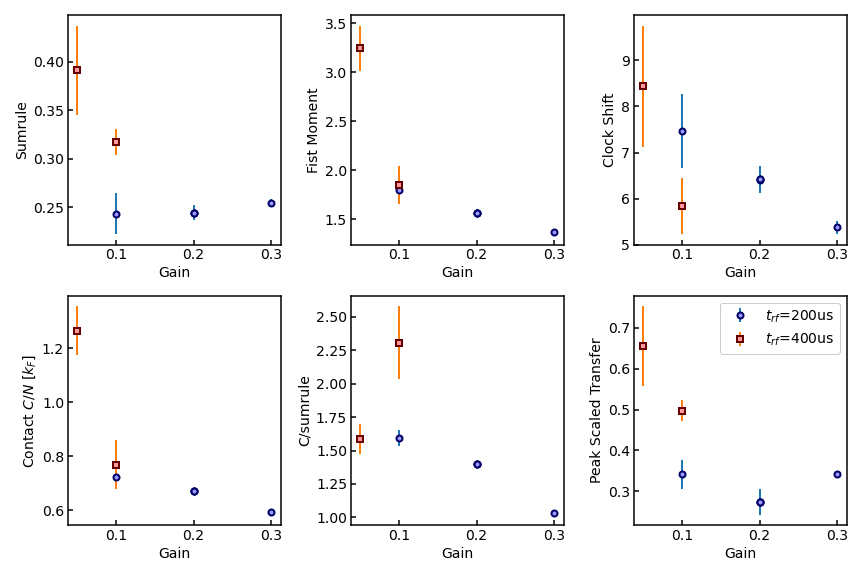 Sumrule
0.40
0.35
0.30
0.25
0.1 0.2 0.3
Gain
Fist Moment
3.5
3.0
2.5
2.0
1.5
0.1 0.2 0.3
Gain
Clock Shift
9
8
7
6
5
0.1 0.2 0.3
Gain
Contact C/N [k_F]
1.2
1.0
0.8
0.6
0.1 0.2 0.3
Gain
C/sumrule
2.50
2.25
2.00
1.75
1.50
1.25
1.00
0.1 0.2 0.3
Gain
Peak Scaled Transfer
0.7
0.6
0.5
0.4
0.3
0.1 0.2 0.3
Gain
t_rf=200us
t_rf=400us